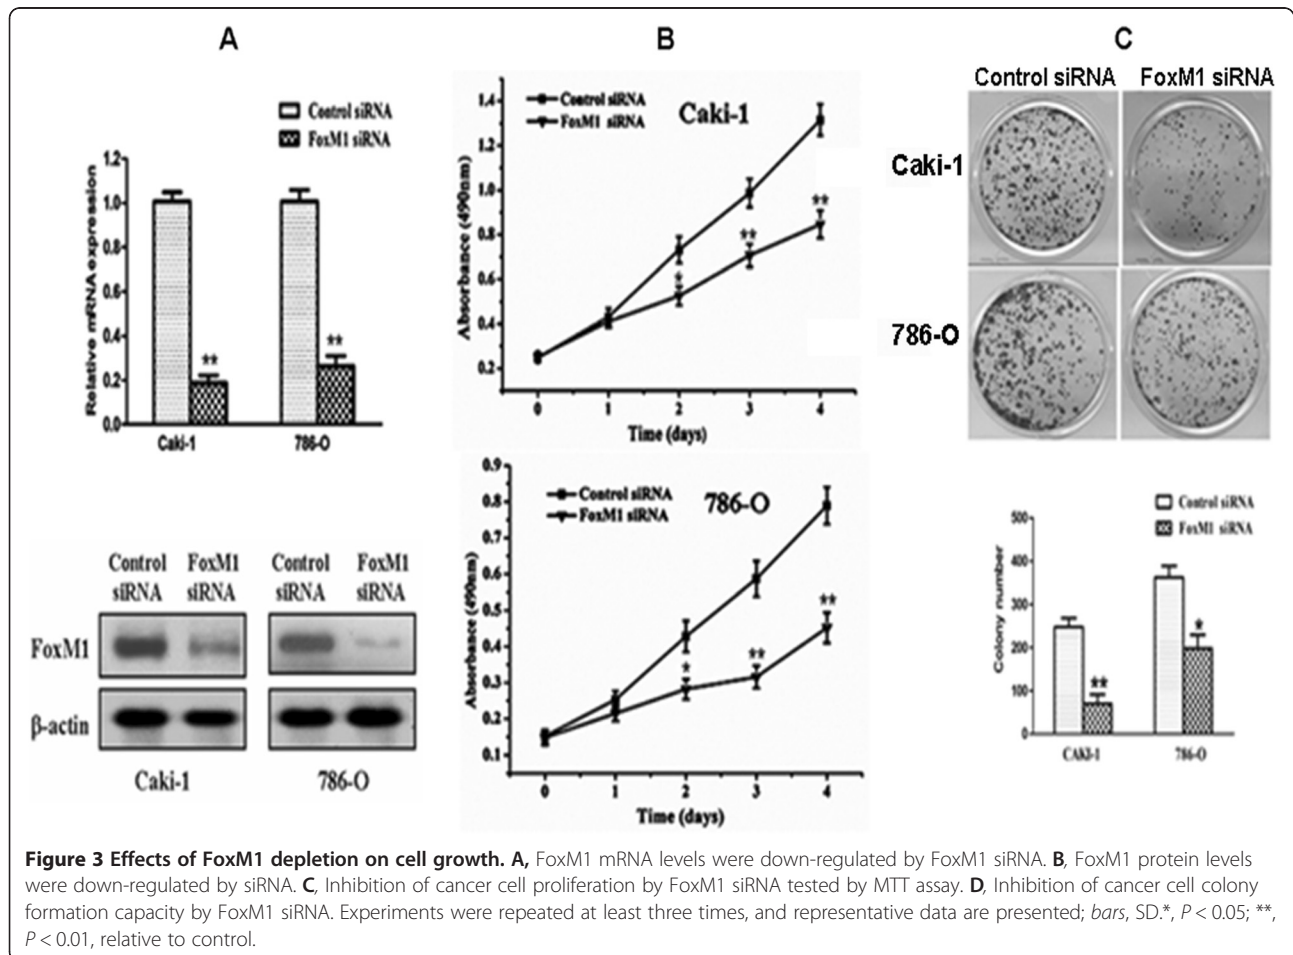 A
Control siRNA
FoxM1 siRNA
Relative mRNA expression
1.2
1.0
0.8
0.6
0.4
0.2
0.0
**
**
Caki-1
786-O
Control siRNA
FoxM1 siRNA
Control siRNA
FoxM1 siRNA
FoxM1
β-actin
Caki-1
786-O
B
Control siRNA
FoxM1 siRNA
Caki-1
Absorbance (490nm)
1.4
1.2
1.0
0.8
0.6
0.4
0.2
*
**
**
0 1 2 3 4
Time (days)
Control siRNA
FoxM1 siRNA
786-O
Absorbance (490nm)
0.9
0.8
0.7
0.6
0.5
0.4
0.3
0.2
0.1
*
**
**
0 1 2 3 4
Time (days)
C
Control siRNA FoxM1 siRNA
Caki-1
786-O
Control siRNA
FoxM1 siRNA
Colony number
500
400
300
200
100
0
**
*
CAKI-1
786-O
Figure 3 Effects of FoxM1 depletion on cell growth. A, FoxM1 mRNA levels were down-regulated by FoxM1 siRNA. B, FoxM1 protein levels
were down-regulated by siRNA. C, Inhibition of cancer cell proliferation by FoxM1 siRNA tested by MTT assay. D, Inhibition of cancer cell colony
formation capacity by FoxM1 siRNA. Experiments were repeated at least three times, and representative data are presented; bars, SD.*, P < 0.05; **,
P < 0.01, relative to control.